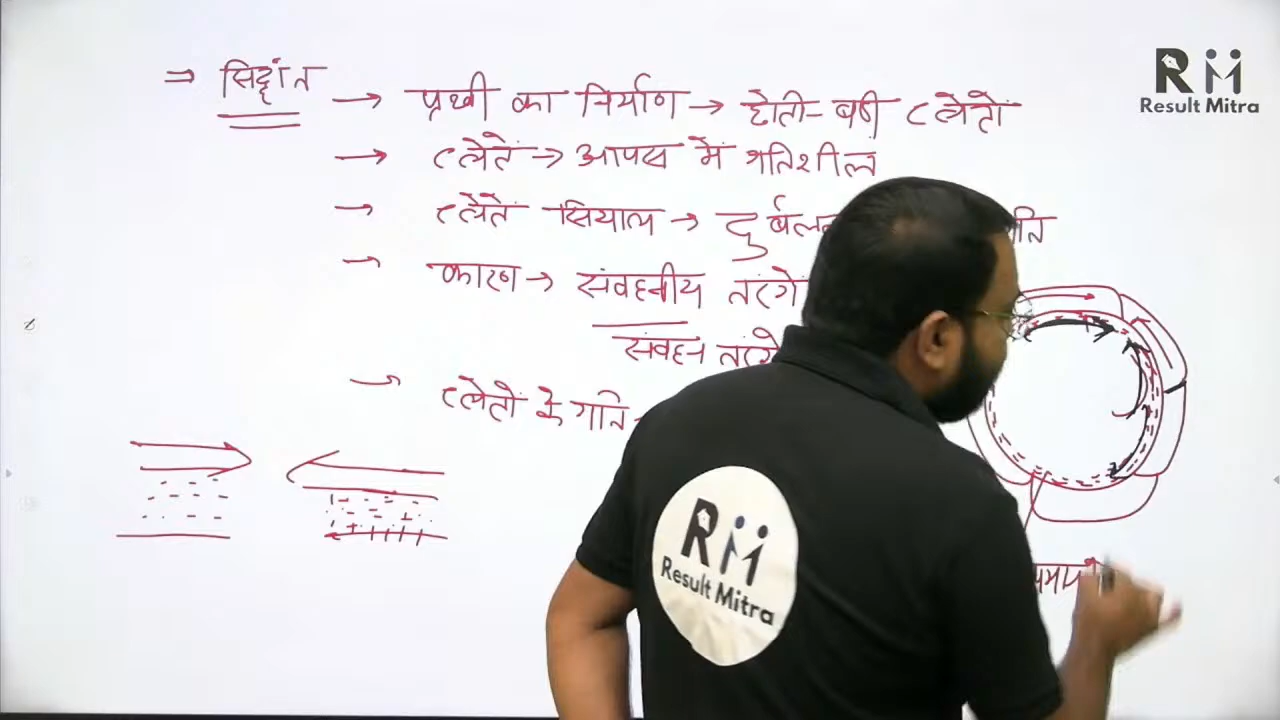 ⇒ सिद्धांत
→ पृथ्वी का निर्माण → छोटी-बड़ी प्लेटों
→ प्लेटें → आपस में गतिशील
→ प्लेटें सियाल → दुर्बल
→ कारण → संवहनीय तरंगे
संवहन तरंगे
→ प्लेटों के गति
RM
Result Mitra
RM
Result Mitra